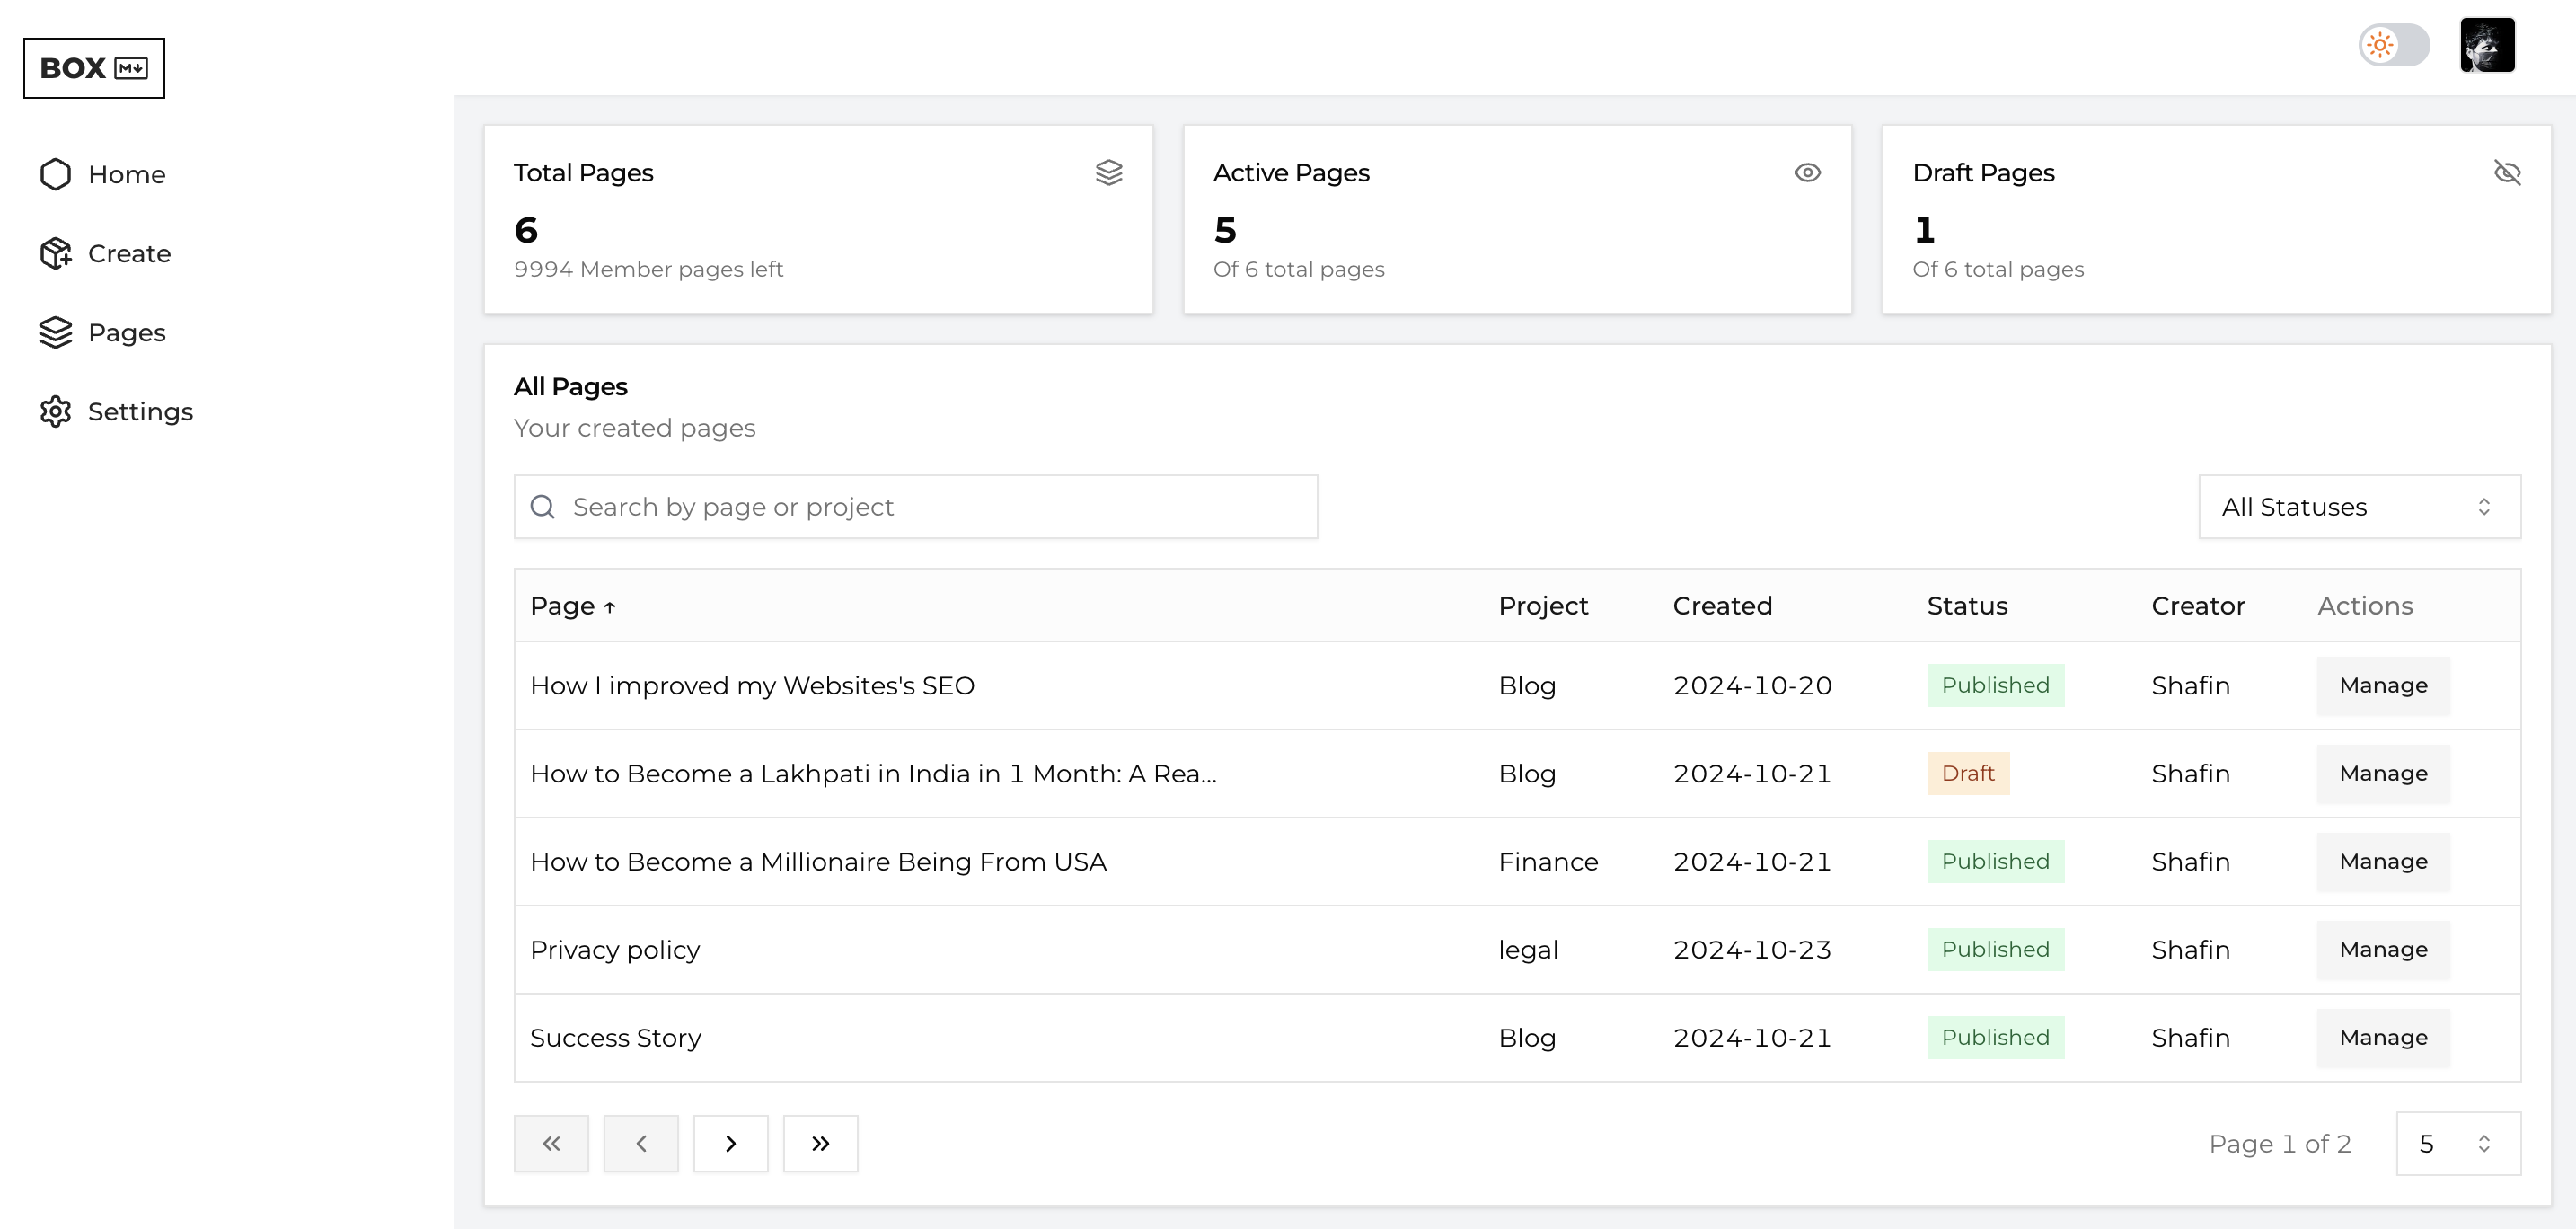 BOX M↓
Home
Create
Pages
Settings
Total Pages
6
9994 Member pages left
Active Pages
5
Of 6 total pages
Draft Pages
1
Of 6 total pages
All Pages
Your created pages
Search by page or project
All Statuses
Page ↑ Project Created Status Creator Actions
How I improved my Websites's SEO Blog 2024-10-20 Published Shafin Manage
How to Become a Lakhpati in India in 1 Month: A Rea... Blog 2024-10-21 Draft Shafin Manage
How to Become a Millionaire Being From USA Finance 2024-10-21 Published Shafin Manage
Privacy policy legal 2024-10-23 Published Shafin Manage
Success Story Blog 2024-10-21 Published Shafin Manage
Page 1 of 2 5